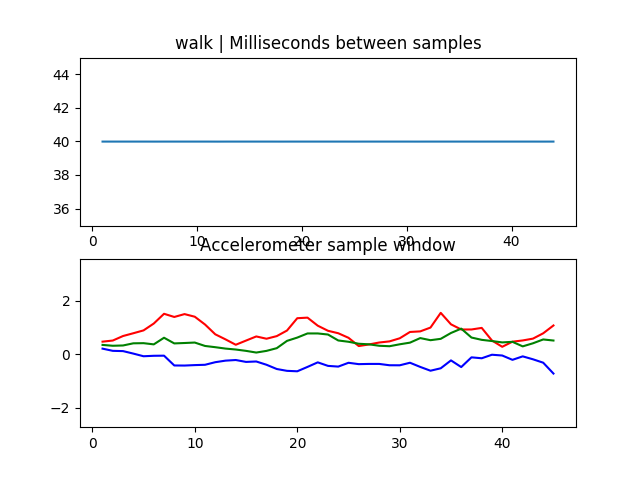 walk | Milliseconds between samples
44
42
40
38
36
0 10 20 30 40
Accelerometer sample window
2
0
−2
0 10 20 30 40